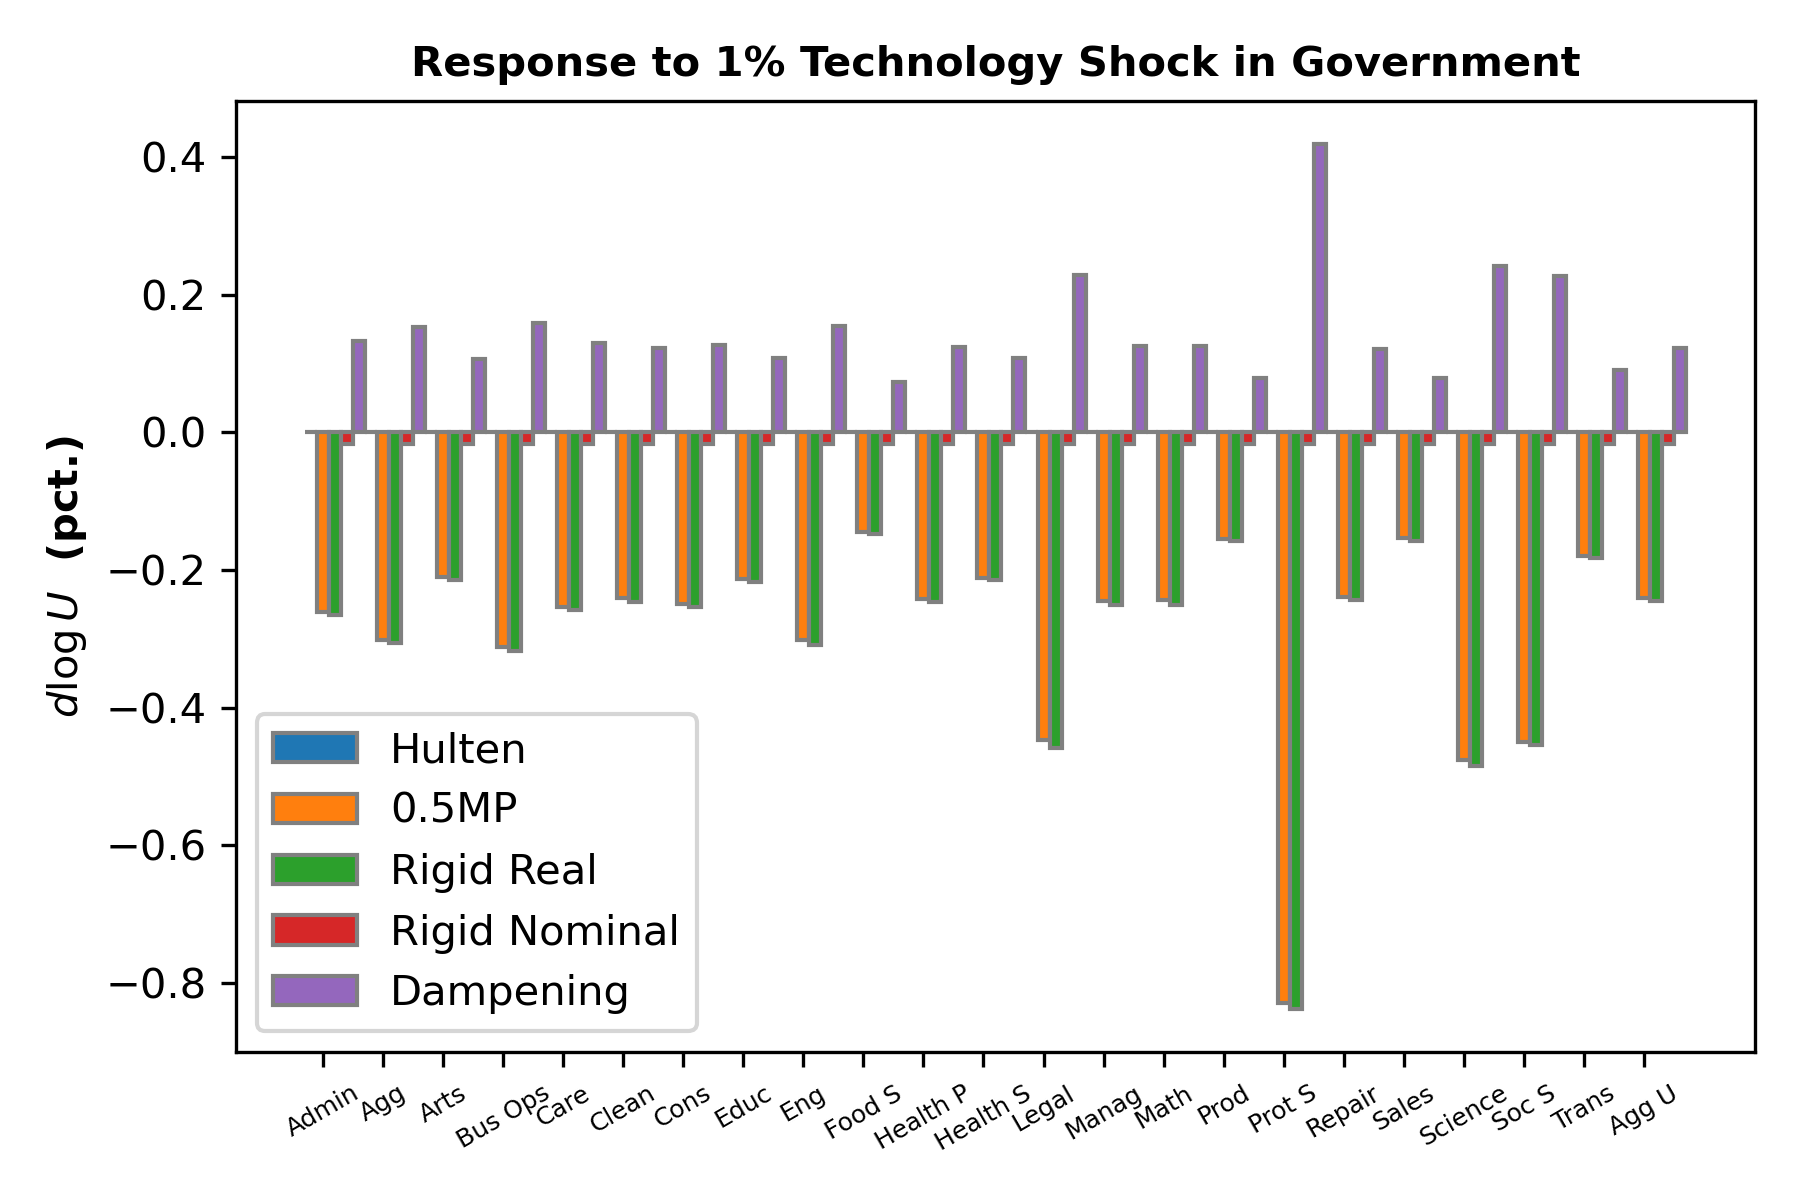 Response to 1% Technology Shock in Government
0.4
0.2
0.0
−0.2
−0.4
−0.6
−0.8
dlog U (pct.)
Hulten
0.5MP
Rigid Real
Rigid Nominal
Dampening
Admin
Agg
Arts
Bus Ops
Care
Clean
Cons
Educ
Eng
Food S
Health P
Health S
Legal
Manag
Math
Prod
Prot S
Repair
Sales
Science
Soc S
Trans
Agg U